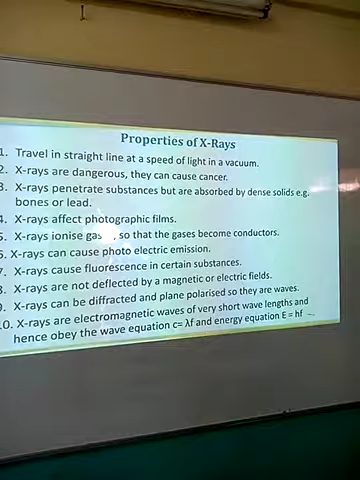 Properties of X-Rays
1. Travel in straight line at a speed of light in a vacuum.
2. X-rays are dangerous, they can cause cancer.
3. X-rays penetrate substances but are absorbed by dense solids e.g.
bones or lead.
4. X-rays affect photographic films.
5. X-rays ionise gas , so that the gases become conductors.
6. X-rays can cause photo electric emission.
7. X-rays cause fluorescence in certain substances.
8. X-rays are not deflected by a magnetic or electric fields.
9. X-rays can be diffracted and plane polarised so they are waves.
10. X-rays are electromagnetic waves of very short wave lengths and
hence obey the wave equation c= λf and energy equation E = hf